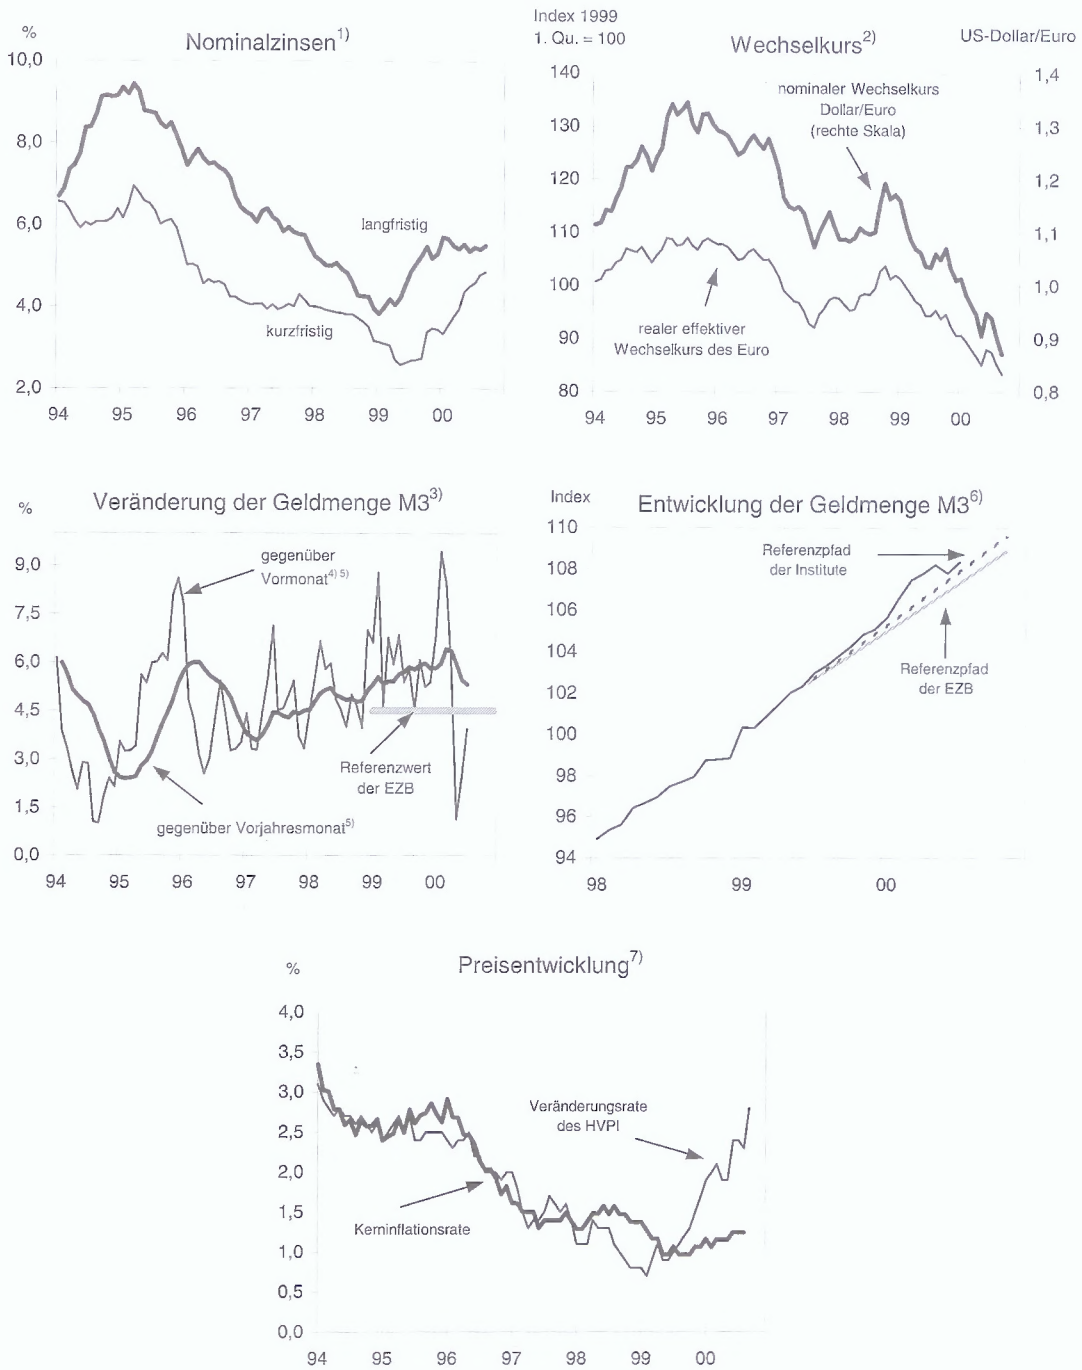 %
Nominalzinsen1)
10,0
8,0
6,0
4,0
2,0
langfristig
kurzfristig
94 95 96 97 98 99 00
Index 1999
1. Qu. = 100
Wechselkurs2)
US-Dollar/Euro
140
130
120
110
100
90
80
1,4
1,3
1,2
1,1
1,0
0,9
0,8
nominaler Wechselkurs
Dollar/Euro
(rechte Skala)
realer effektiver
Wechselkurs des Euro
94 95 96 97 98 99 00
%
Veränderung der Geldmenge M33)
9,0
7,5
6,0
4,5
3,0
1,5
0,0
gegenüber
Vormonat4) 5)
Referenzwert
der EZB
gegenüber Vorjahresmonat5)
94 95 96 97 98 99 00
Index
Entwicklung der Geldmenge M36)
110
108
106
104
102
100
98
96
94
Referenzpfad
der Institute
Referenzpfad
der EZB
98 99 00
%
Preisentwicklung7)
4,0
3,5
3,0
2,5
2,0
1,5
1,0
0,5
0,0
Veränderungsrate
des HVPI
Kerninflationsrate
94 95 96 97 98 99 00